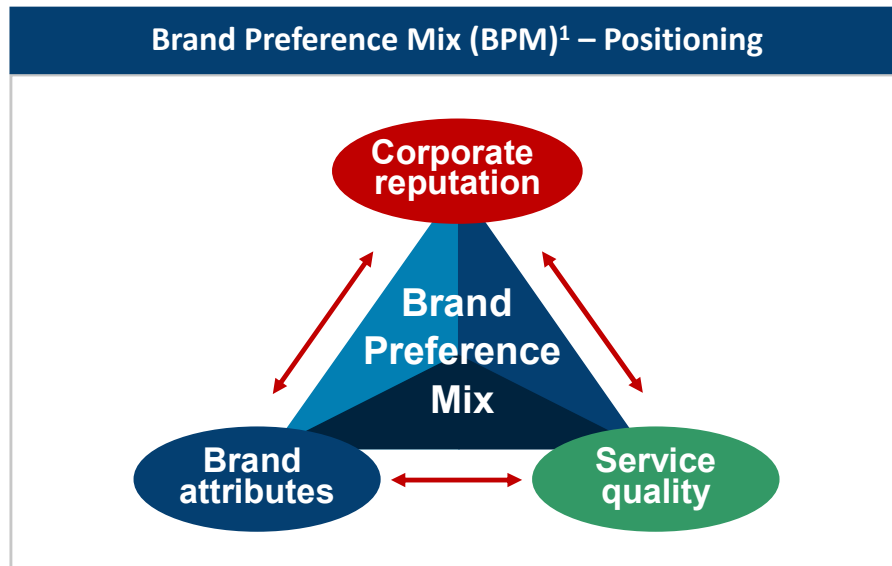 Brand Preference Mix (BPM)¹ – Positioning
Corporate
reputation
Brand
Preference
Mix
Brand
attributes
Service
quality